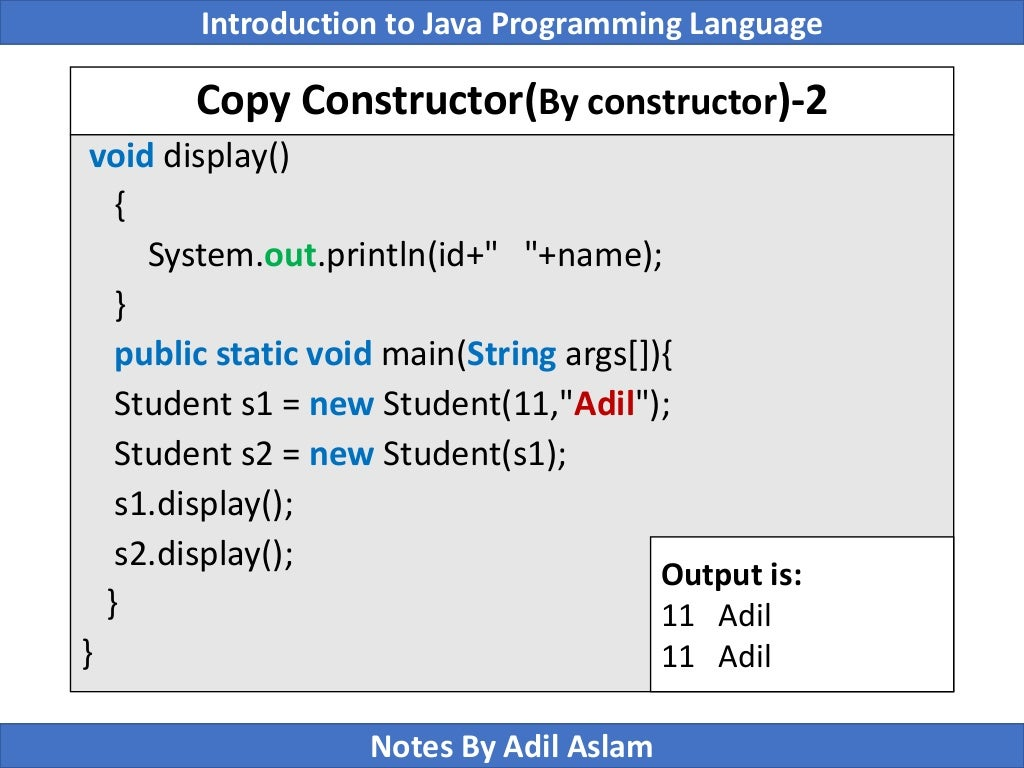 Introduction to Java Programming Language
Copy Constructor(By constructor)-2
void display()
{
System.out.println(id+"   "+name);
}
public static void main(String args[]){
Student s1 = new Student(11,"Adil");
Student s2 = new Student(s1);
s1.display();
s2.display();
}
}
Output is:
11   Adil
11   Adil
Notes By Adil Aslam